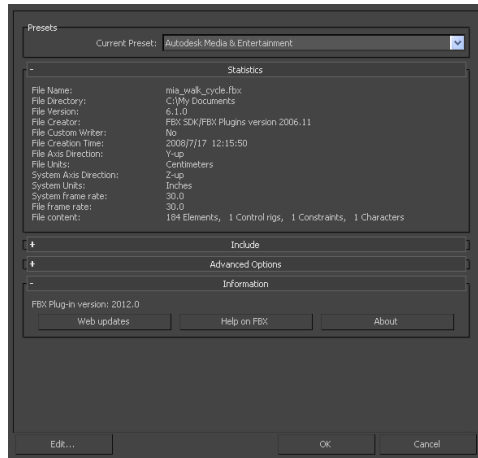 Presets
Current Preset: Autodesk Media & Entertainment
- Statistics
File Name: mia_walk_cycle.fbx
File Directory: C:\My Documents
File Version: 6.1.0
File Creator: FBX SDK/FBX Plugins version 2006.11
File Custom Writer: No
File Creation Time: 2008/7/17 12:15:50
File Axis Direction: Y-up
File Units: Centimeters
System Axis Direction: Z-up
System Units: Inches
System frame rate: 30.0
File frame rate: 30.0
File content: 184 Elements, 1 Control rigs, 1 Constraints, 1 Characters
+ Include
+ Advanced Options
- Information
FBX Plug-in version: 2012.0
Web updates Help on FBX About
Edit... OK Cancel